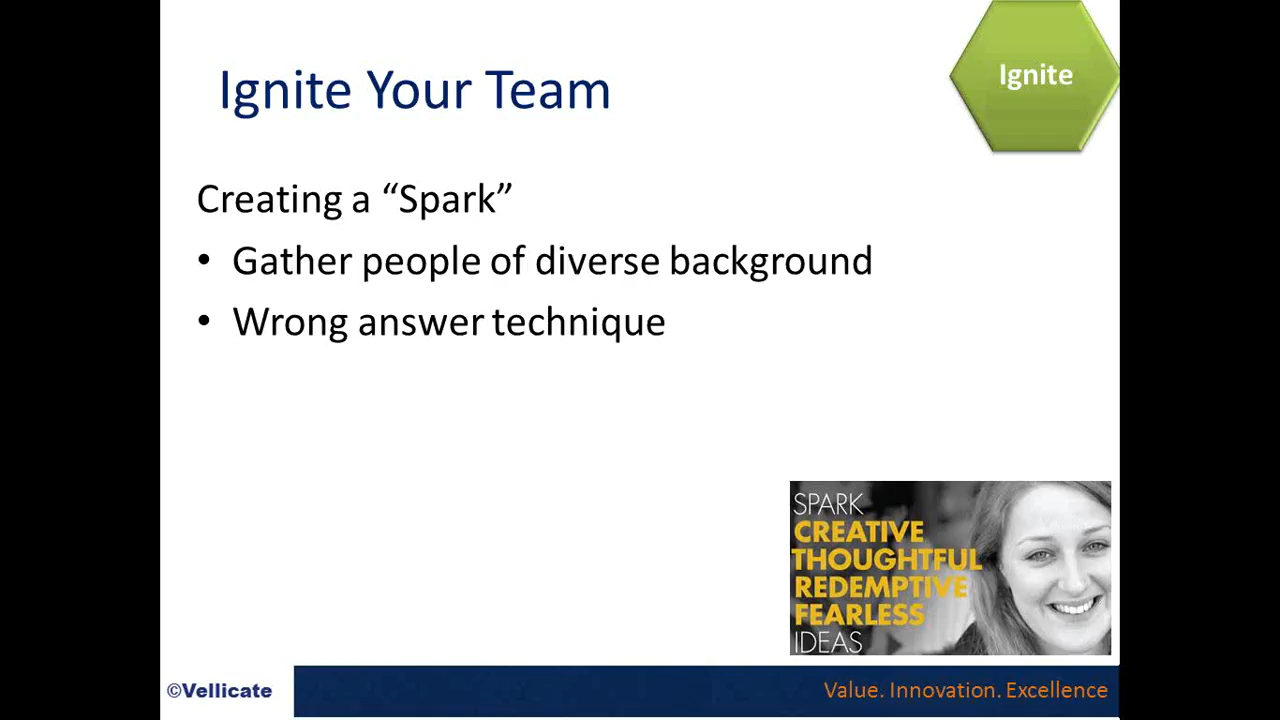 Ignite Your Team
Ignite
Creating a “Spark”
• Gather people of diverse background
• Wrong answer technique
SPARK
CREATIVE
THOUGHTFUL
REDEMPTIVE
FEARLESS
IDEAS
©Vellicate
Value. Innovation. Excellence